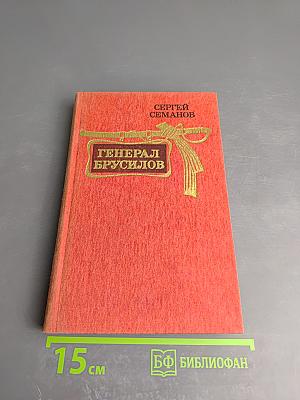 СЕРГЕЙ
СЕМАНОВ
ГЕНЕРАЛ
БРУСИЛОВ
15 см
БФ БИБЛИОФАН